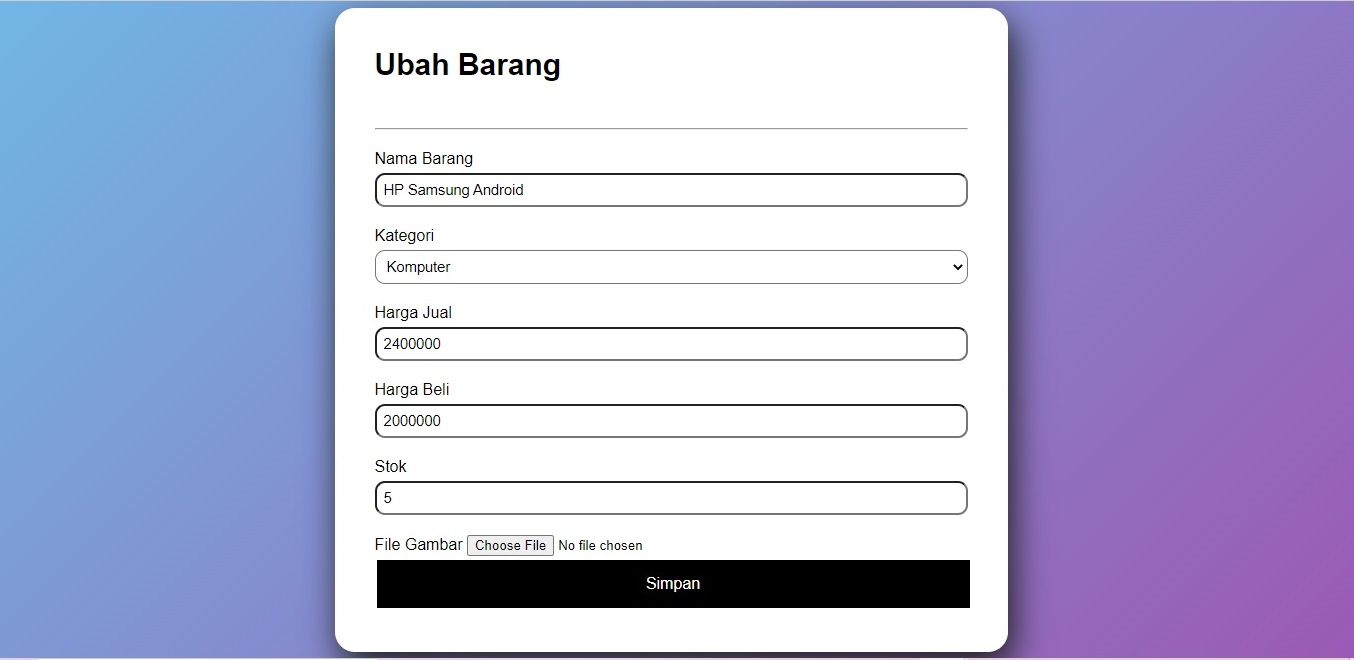 Ubah Barang
Nama Barang
HP Samsung Android
Kategori
Komputer
Harga Jual
2400000
Harga Beli
2000000
Stok
5
File Gambar Choose File No file chosen
Simpan